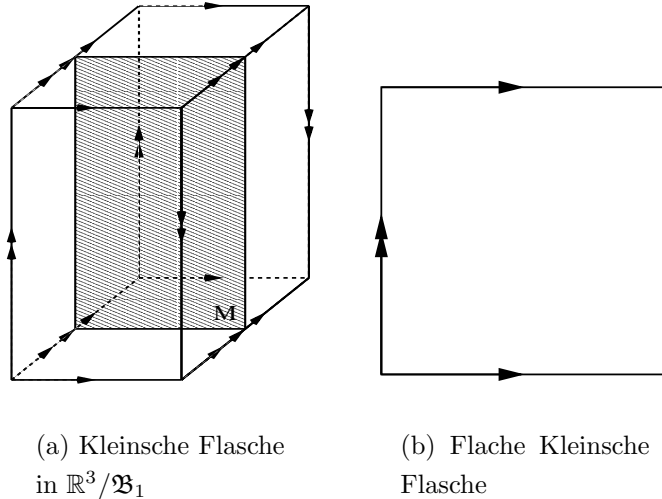 M
(a) Kleinsche Flasche
in ℝ³/𝕭₁
(b) Flache Kleinsche
Flasche